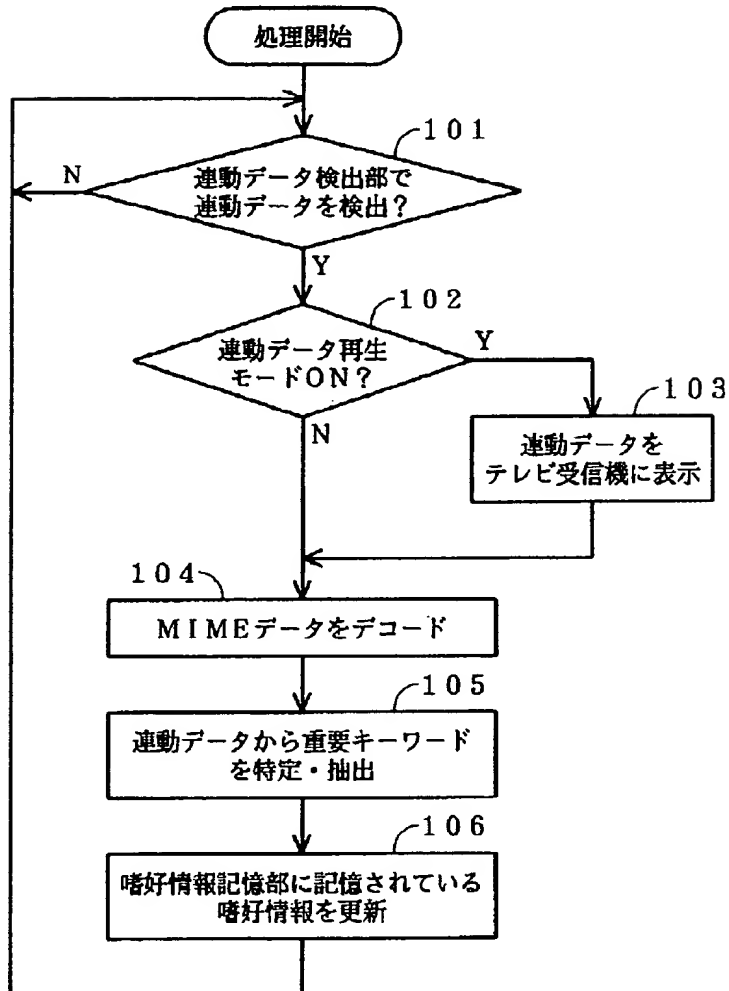 処理開始
101
連動データ検出部で
連動データを検出？
N
Y
102
連動データ再生
モードＯＮ？
Y
N
103
連動データを
テレビ受信機に表示
104
ＭＩＭＥデータをデコード
105
連動データから重要キーワード
を特定・抽出
106
嗜好情報記憶部に記憶されている
嗜好情報を更新